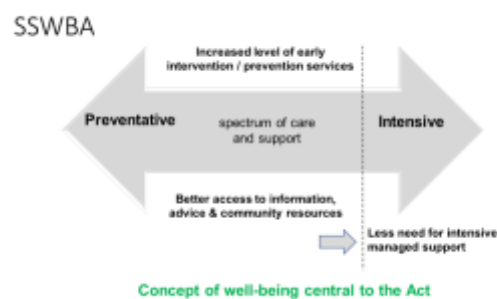 SSWBA
Increased level of early
intervention / prevention services
Preventative
spectrum of care
and support
Intensive
Better access to information,
advice & community resources
Less need for intensive
managed support
Concept of well-being central to the Act